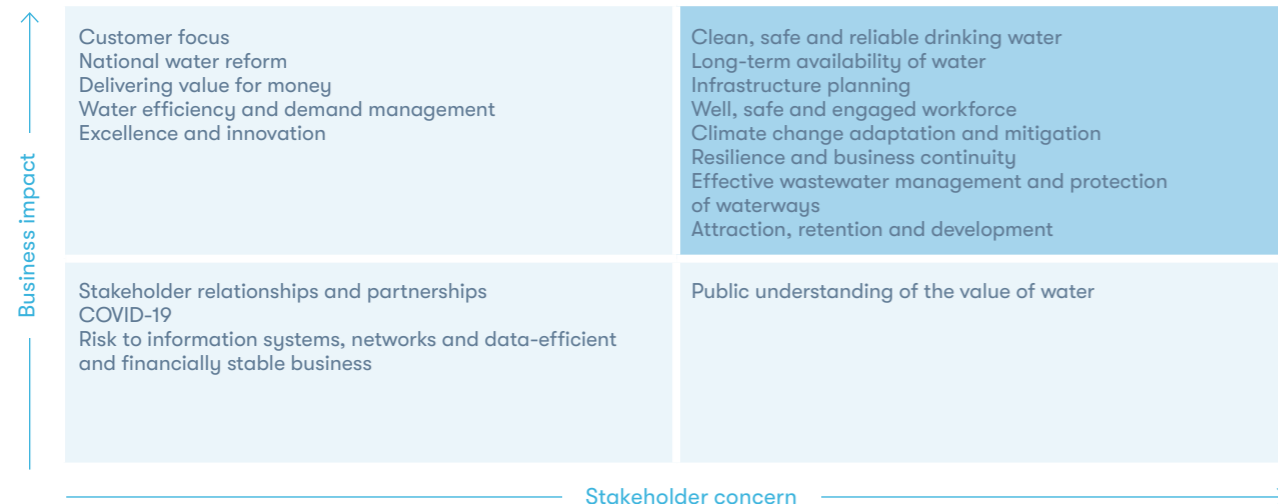 Customer focus
National water reform
Delivering value for money
Water efficiency and demand management
Excellence and innovation
Clean, safe and reliable drinking water
Long-term availability of water
Infrastructure planning
Well, safe and engaged workforce
Climate change adaptation and mitigation
Resilience and business continuity
Effective wastewater management and protection
of waterways
Attraction, retention and development
Business impact
Stakeholder relationships and partnerships
COVID-19
Risk to information systems, networks and data-efficient
and financially stable business
Public understanding of the value of water
Stakeholder concern